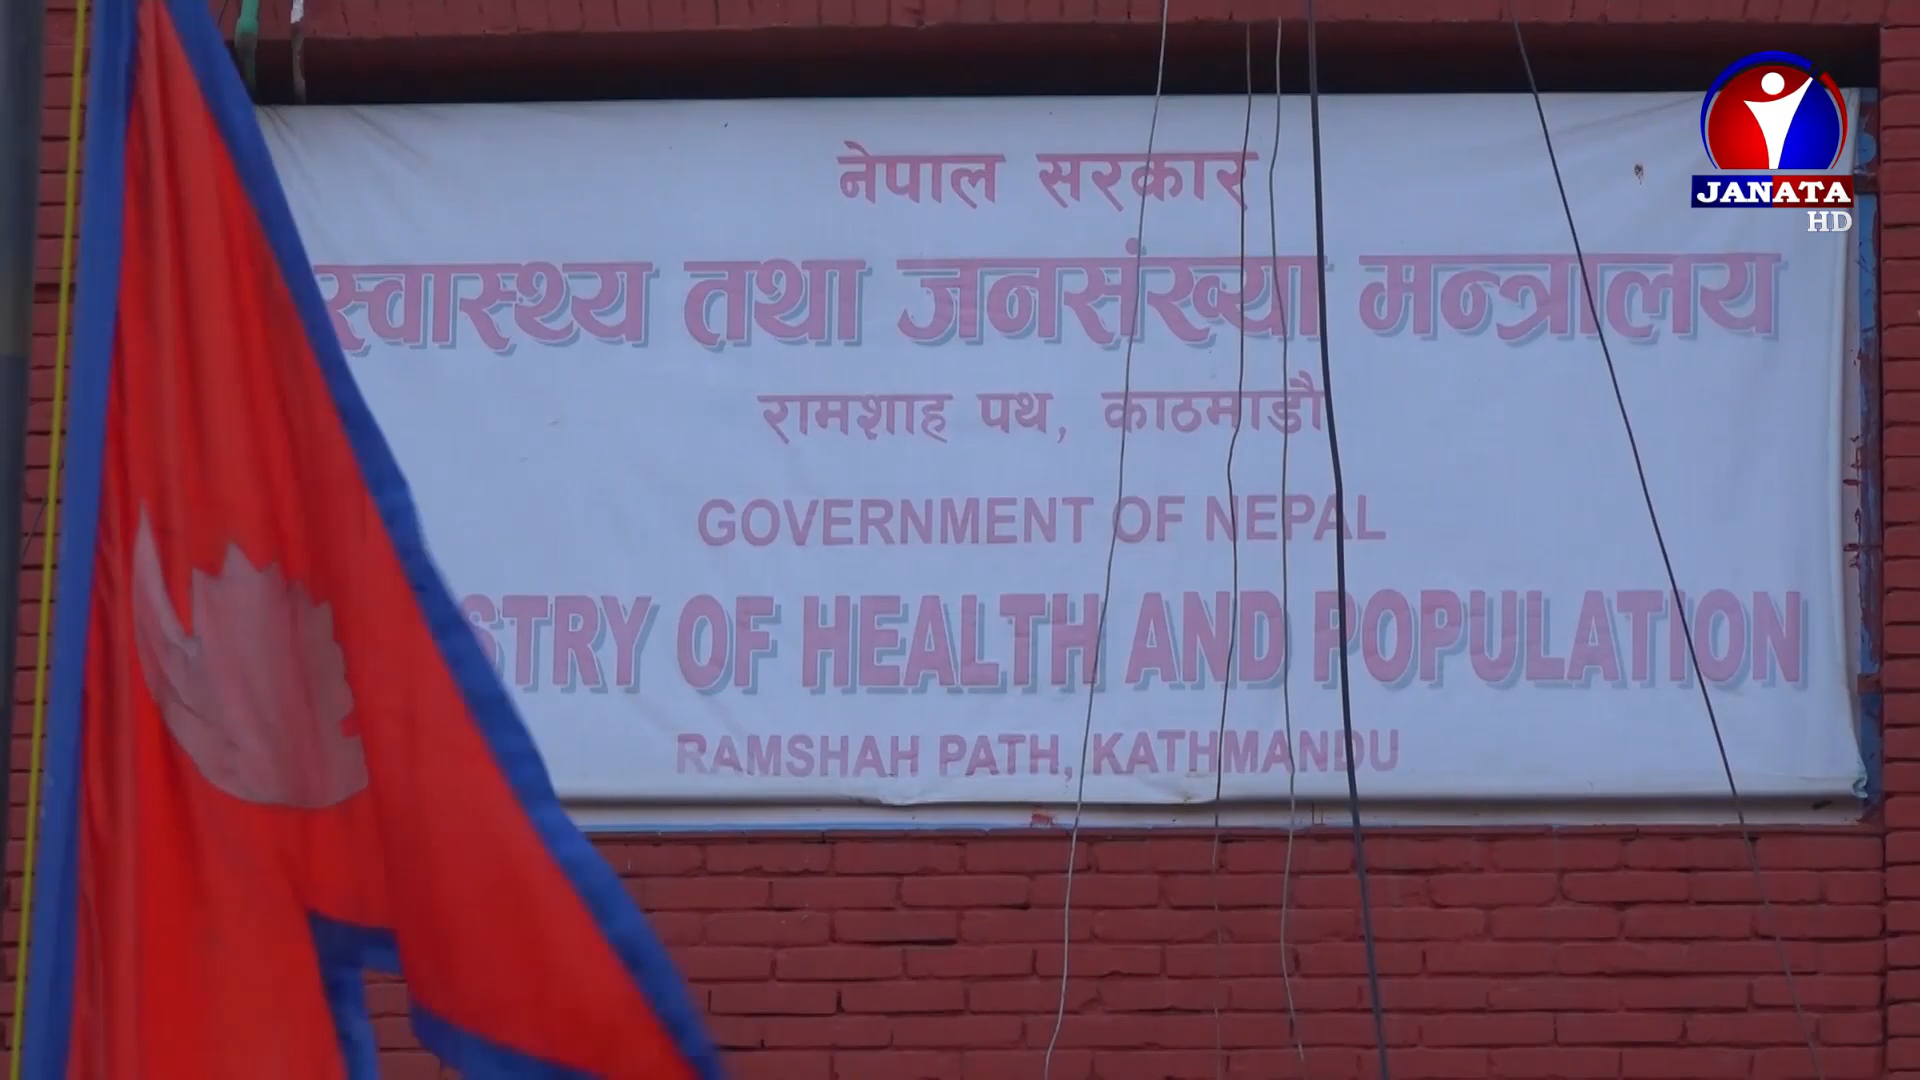 नेपाल सरकार
स्वास्थ्य तथा जनसंख्या मन्त्रालय
रामशाह पथ, काठमाडौं
GOVERNMENT OF NEPAL
STRY OF HEALTH AND POPULATION
RAMSHAH PATH, KATHMANDU
JANATA
HD